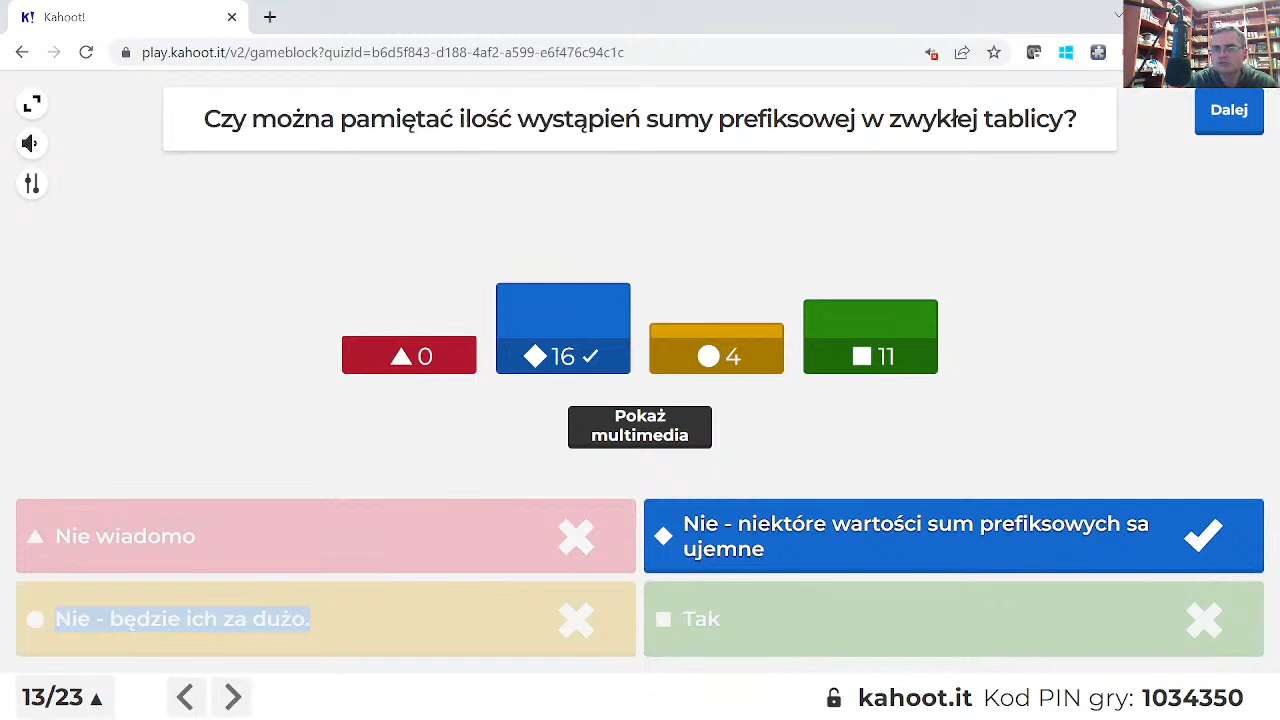 K! Kahoot!
play.kahoot.it/v2/gameblock?quizId=b6d5f843-d188-4af2-a599-e6f476c94c1c
Czy można pamiętać ilość wystąpień sumy prefiksowej w zwykłej tablicy?
Dalej
0
16
4
11
Pokaż
multimedia
Nie wiadomo
Nie - niektóre wartości sum prefiksowych sa
ujemne
Nie - będzie ich za dużo.
Tak
13/23
kahoot.it Kod PIN gry: 1034350